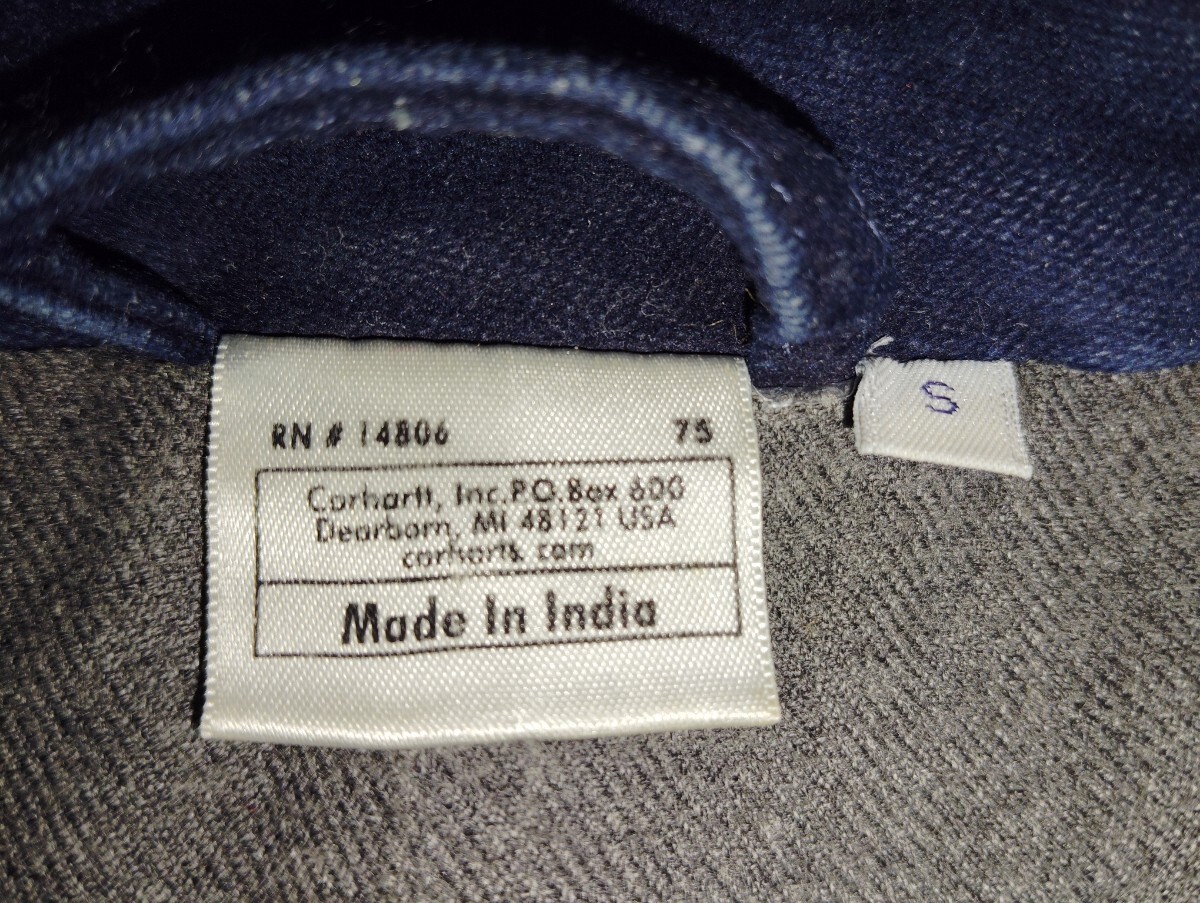 RN # 14806 75
Carhartt, Inc.P.O.Box 600
Dearborn, MI 48121 USA
carhartt.com
Made In India
S